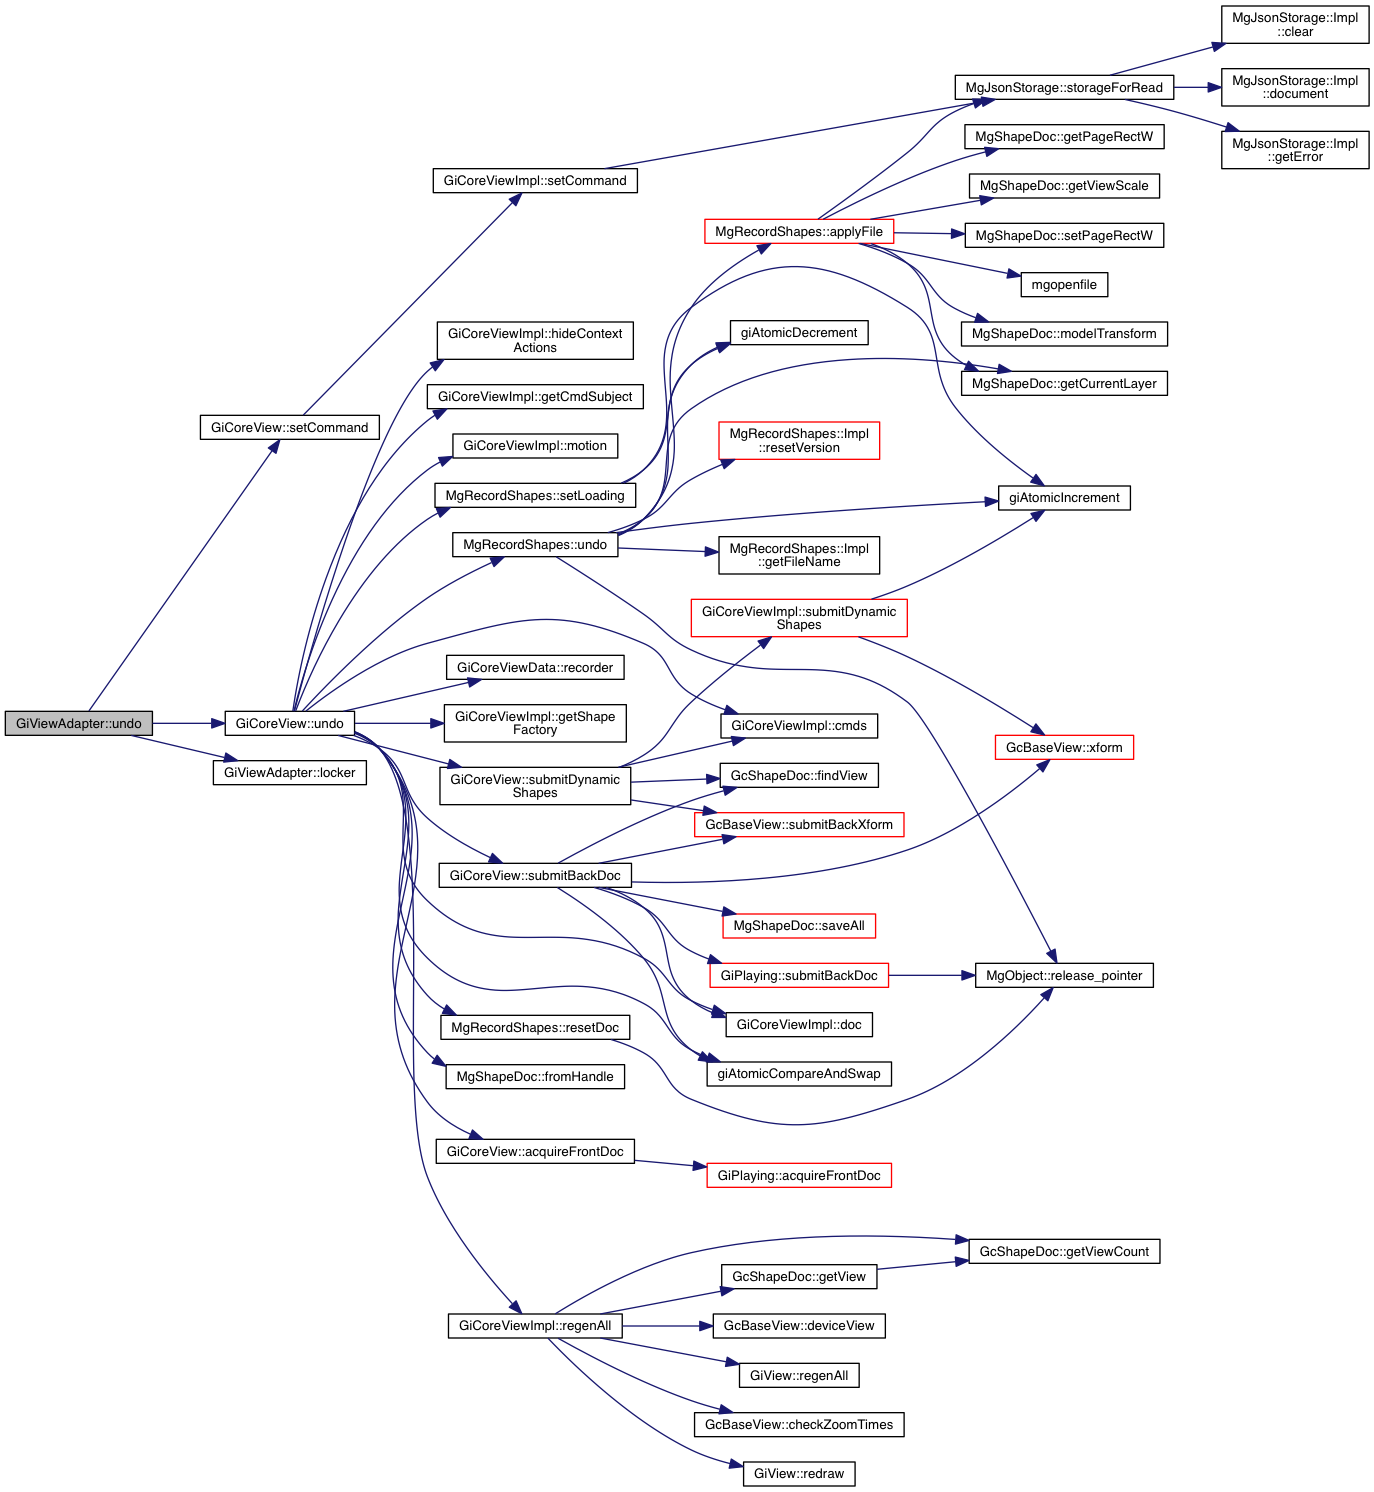 MgJsonStorage::Impl
::clear
MgJsonStorage::storageForRead
MgJsonStorage::Impl
::document
MgShapeDoc::getPageRectW
MgJsonStorage::Impl
::getError
GiCoreViewImpl::setCommand
MgShapeDoc::getViewScale
MgRecordShapes::applyFile
MgShapeDoc::setPageRectW
mgopenfile
GiCoreViewImpl::hideContext
Actions
giAtomicDecrement
MgShapeDoc::modelTransform
GiCoreViewImpl::getCmdSubject
MgShapeDoc::getCurrentLayer
GiCoreView::setCommand
GiCoreViewImpl::motion
MgRecordShapes::Impl
::resetVersion
MgRecordShapes::setLoading
giAtomicIncrement
MgRecordShapes::undo
MgRecordShapes::Impl
::getFileName
GiCoreViewImpl::submitDynamic
Shapes
GiCoreViewData::recorder
GiViewAdapter::undo
GiCoreView::undo
GiCoreViewImpl::getShape
Factory
GiCoreViewImpl::cmds
GcBaseView::xform
GiViewAdapter::locker
GiCoreView::submitDynamic
Shapes
GcShapeDoc::findView
GcBaseView::submitBackXform
GiCoreView::submitBackDoc
MgShapeDoc::saveAll
GiPlaying::submitBackDoc
MgObject::release_pointer
MgRecordShapes::resetDoc
GiCoreViewImpl::doc
MgShapeDoc::fromHandle
giAtomicCompareAndSwap
GiCoreView::acquireFrontDoc
GiPlaying::acquireFrontDoc
GcShapeDoc::getViewCount
GcShapeDoc::getView
GiCoreViewImpl::regenAll
GcBaseView::deviceView
GiView::regenAll
GcBaseView::checkZoomTimes
GiView::redraw